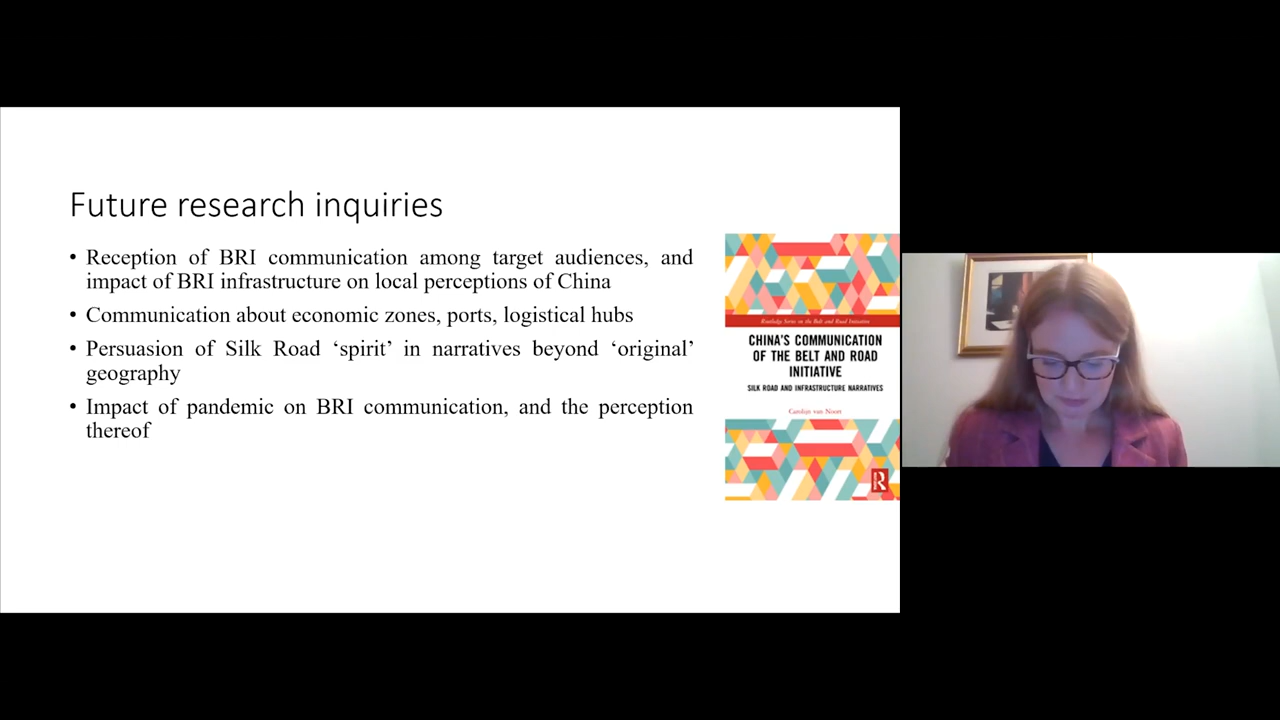 Future research inquiries
• Reception of BRI communication among target audiences, and
impact of BRI infrastructure on local perceptions of China
• Communication about economic zones, ports, logistical hubs
• Persuasion of Silk Road ‘spirit’ in narratives beyond ‘original’
geography
• Impact of pandemic on BRI communication, and the perception
thereof
Routledge Series on the Belt and Road Initiative
CHINA'S COMMUNICATION
OF THE BELT AND ROAD
INITIATIVE
SILK ROAD AND INFRASTRUCTURE NARRATIVES
Carolijn van Noort
R